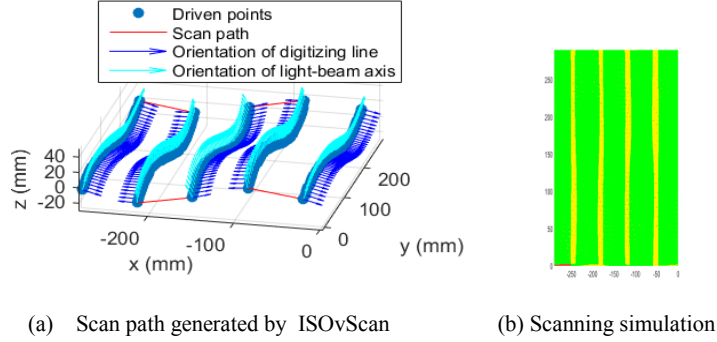 Driven points
Scan path
Orientation of digitizing line
Orientation of light-beam axis
z (mm)
40
20
0
-20
-200
-100
0
x (mm)
0
100
200
y (mm)
250
200
150
100
50
0
-250 -200 -150 -100 -50 0
(a) Scan path generated by ISOvScan
(b) Scanning simulation